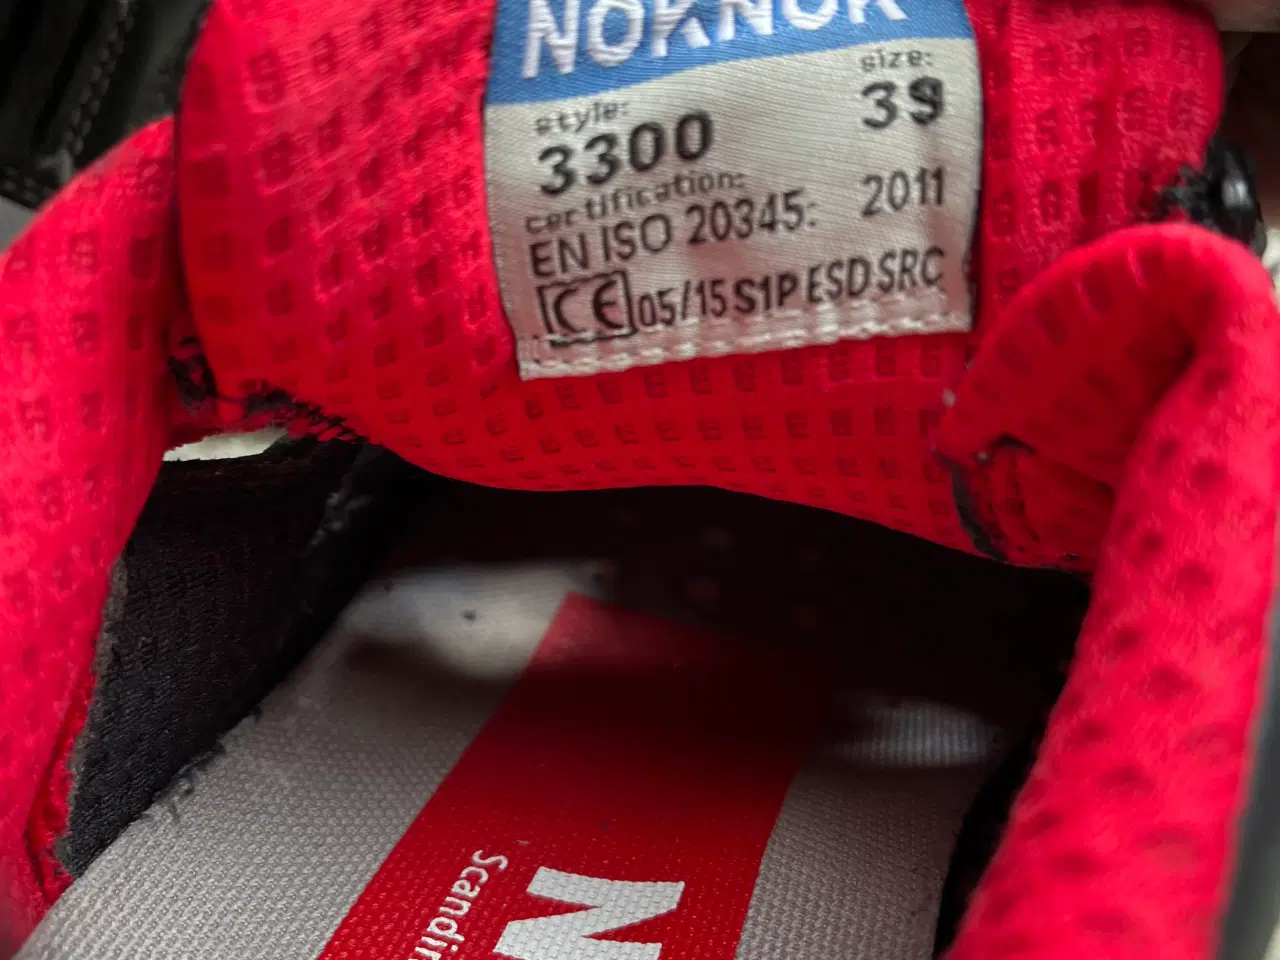 NOKNOK
size:
style:
39
3300
certification:
EN ISO 20345: 2011
CE 05/15 S1P ESD SRC